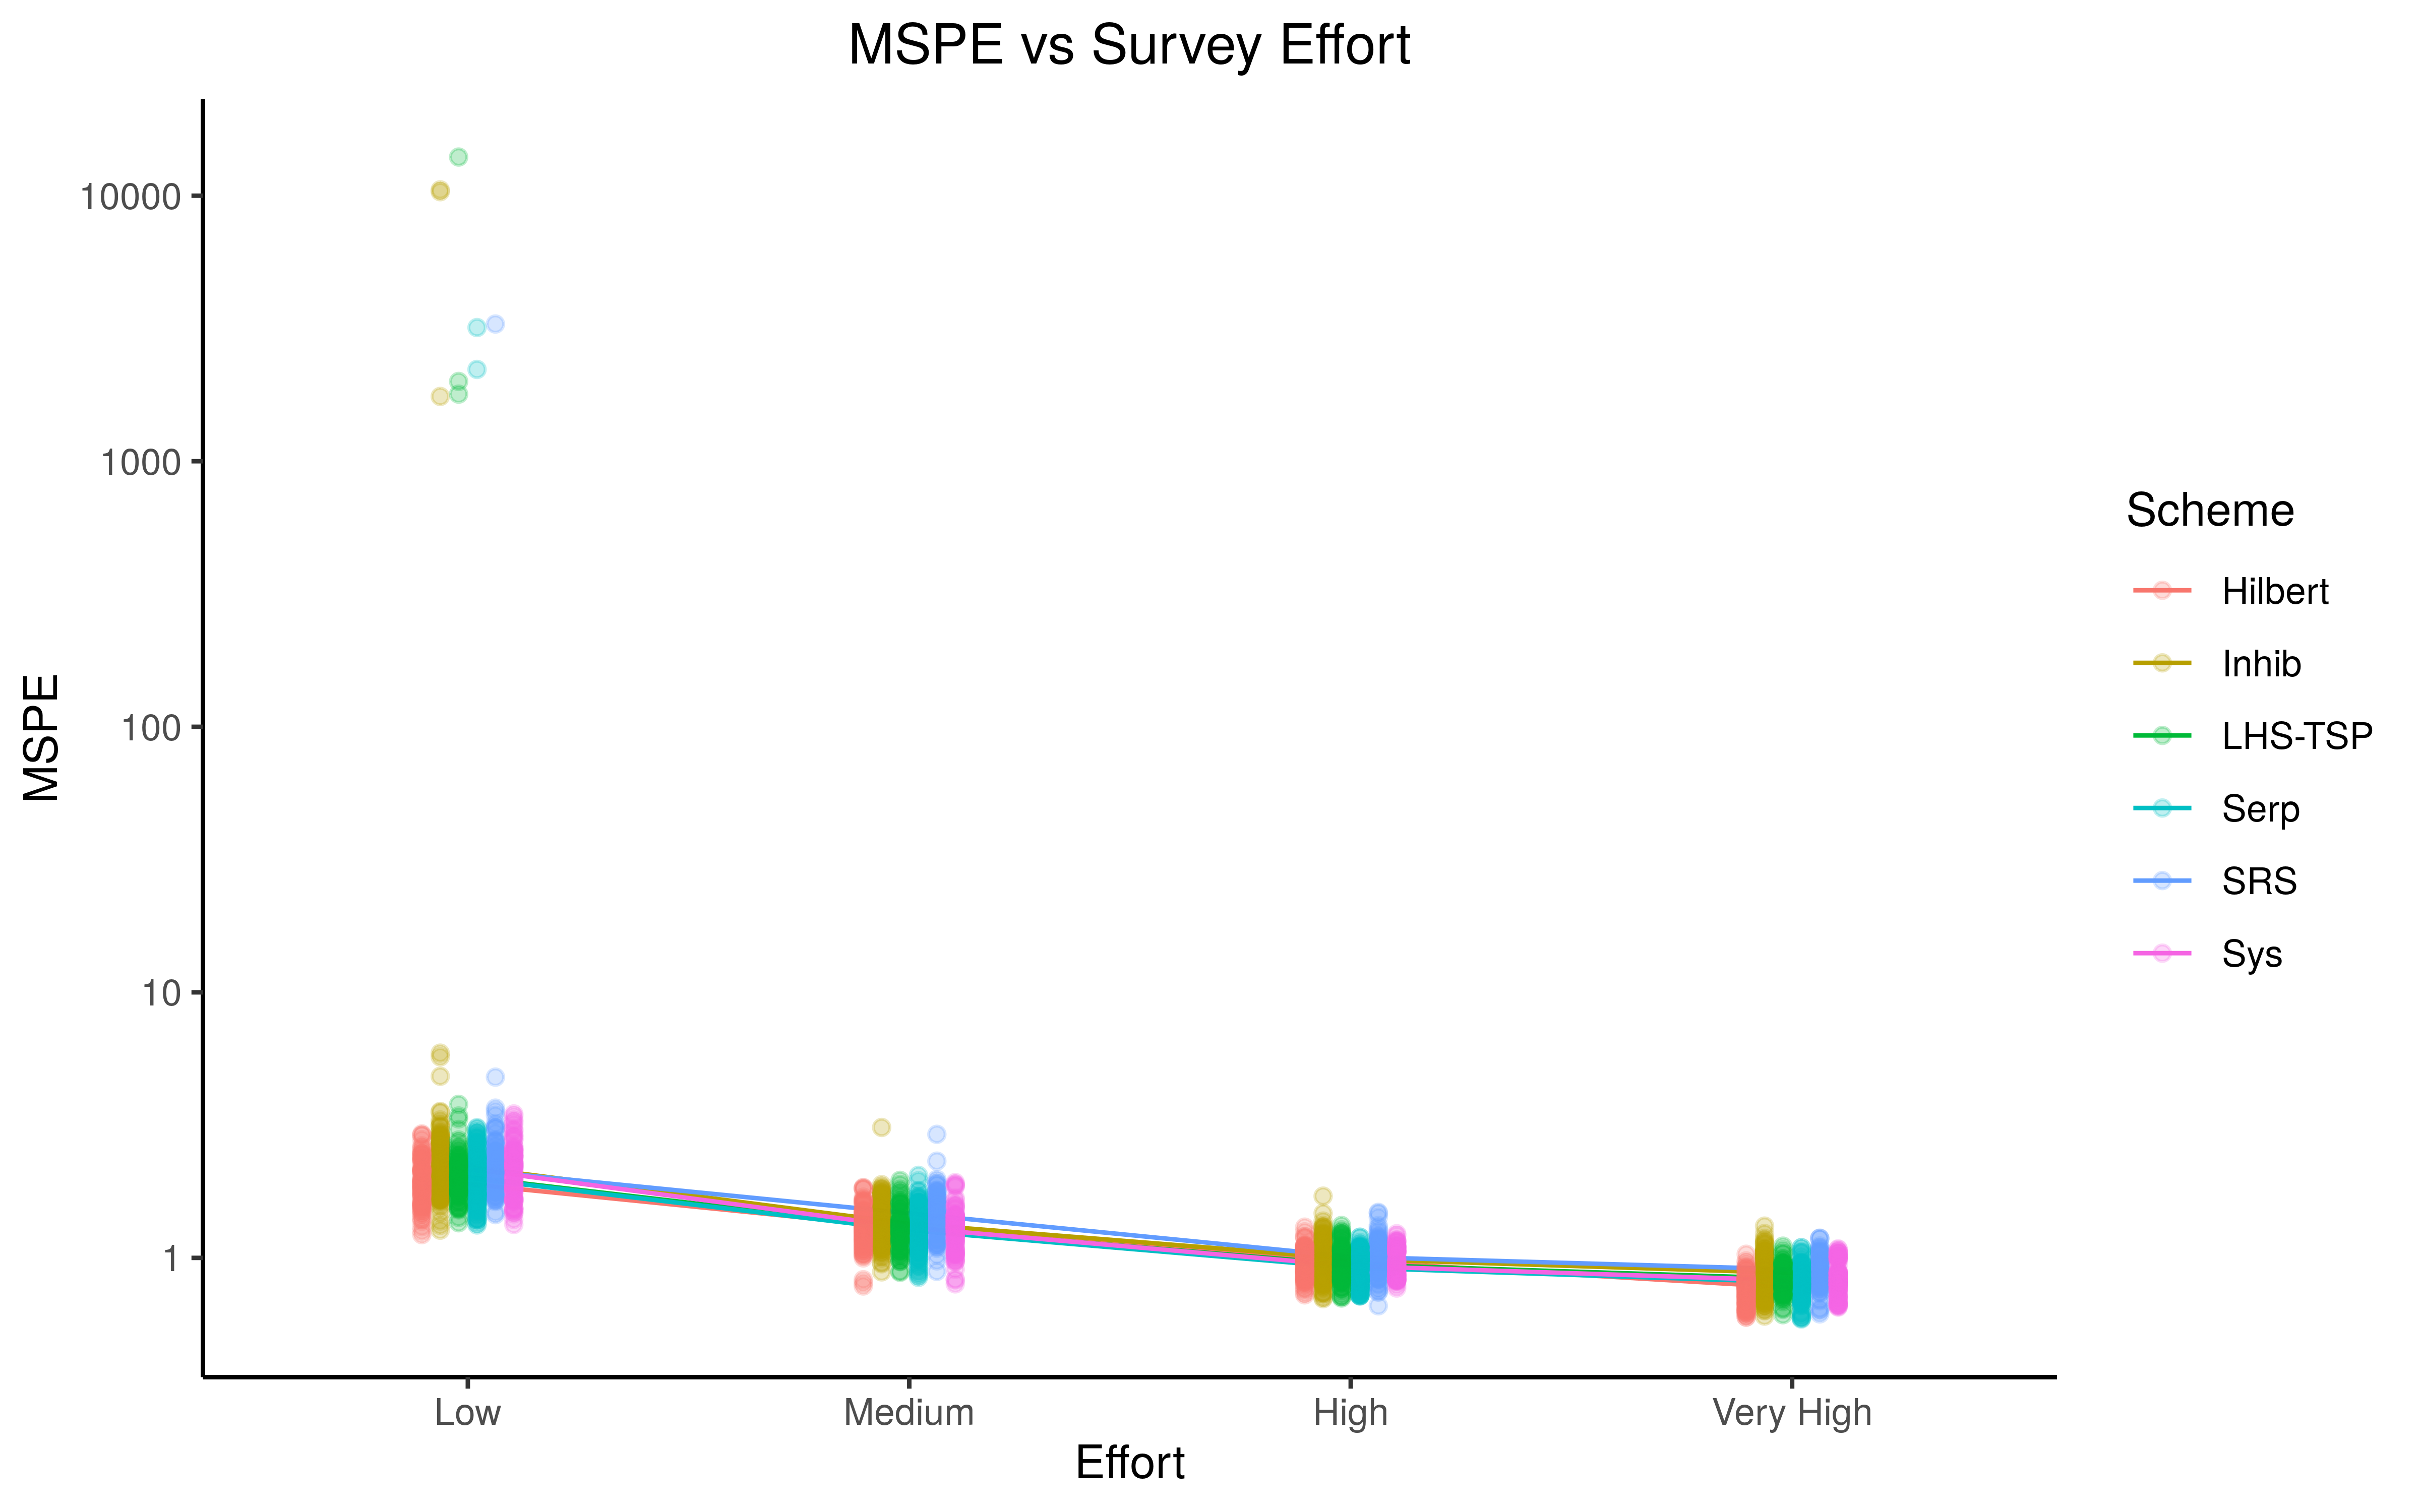 MSPE vs Survey Effort
MSPE
10000
1000
100
10
1
Low
Medium
High
Very High
Effort
Scheme
Hilbert
Inhib
LHS-TSP
Serp
SRS
Sys